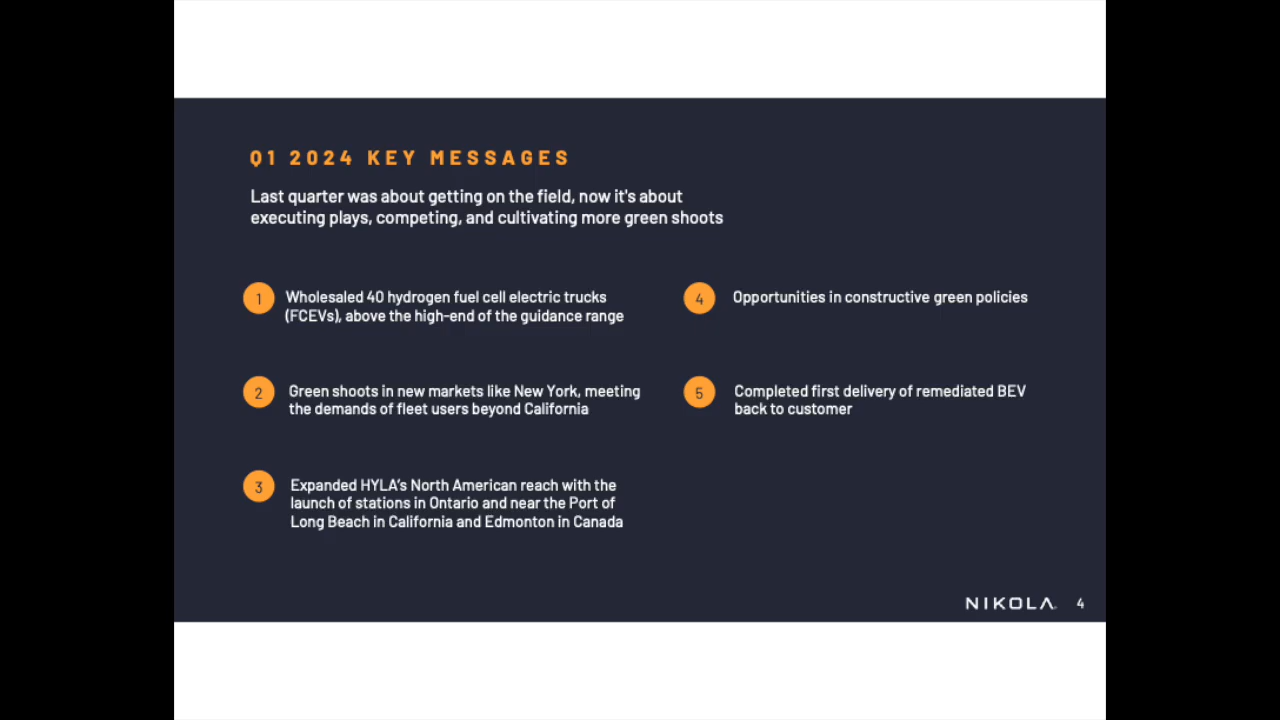 Q1 2024 KEY MESSAGES
Last quarter was about getting on the field, now it's about
executing plays, competing, and cultivating more green shoots
1
Wholesaled 40 hydrogen fuel cell electric trucks
(FCEVs), above the high-end of the guidance range
2
Green shoots in new markets like New York, meeting
the demands of fleet users beyond California
3
Expanded HYLA’s North American reach with the
launch of stations in Ontario and near the Port of
Long Beach in California and Edmonton in Canada
4
Opportunities in constructive green policies
5
Completed first delivery of remediated BEV
back to customer
NIKOLA
4